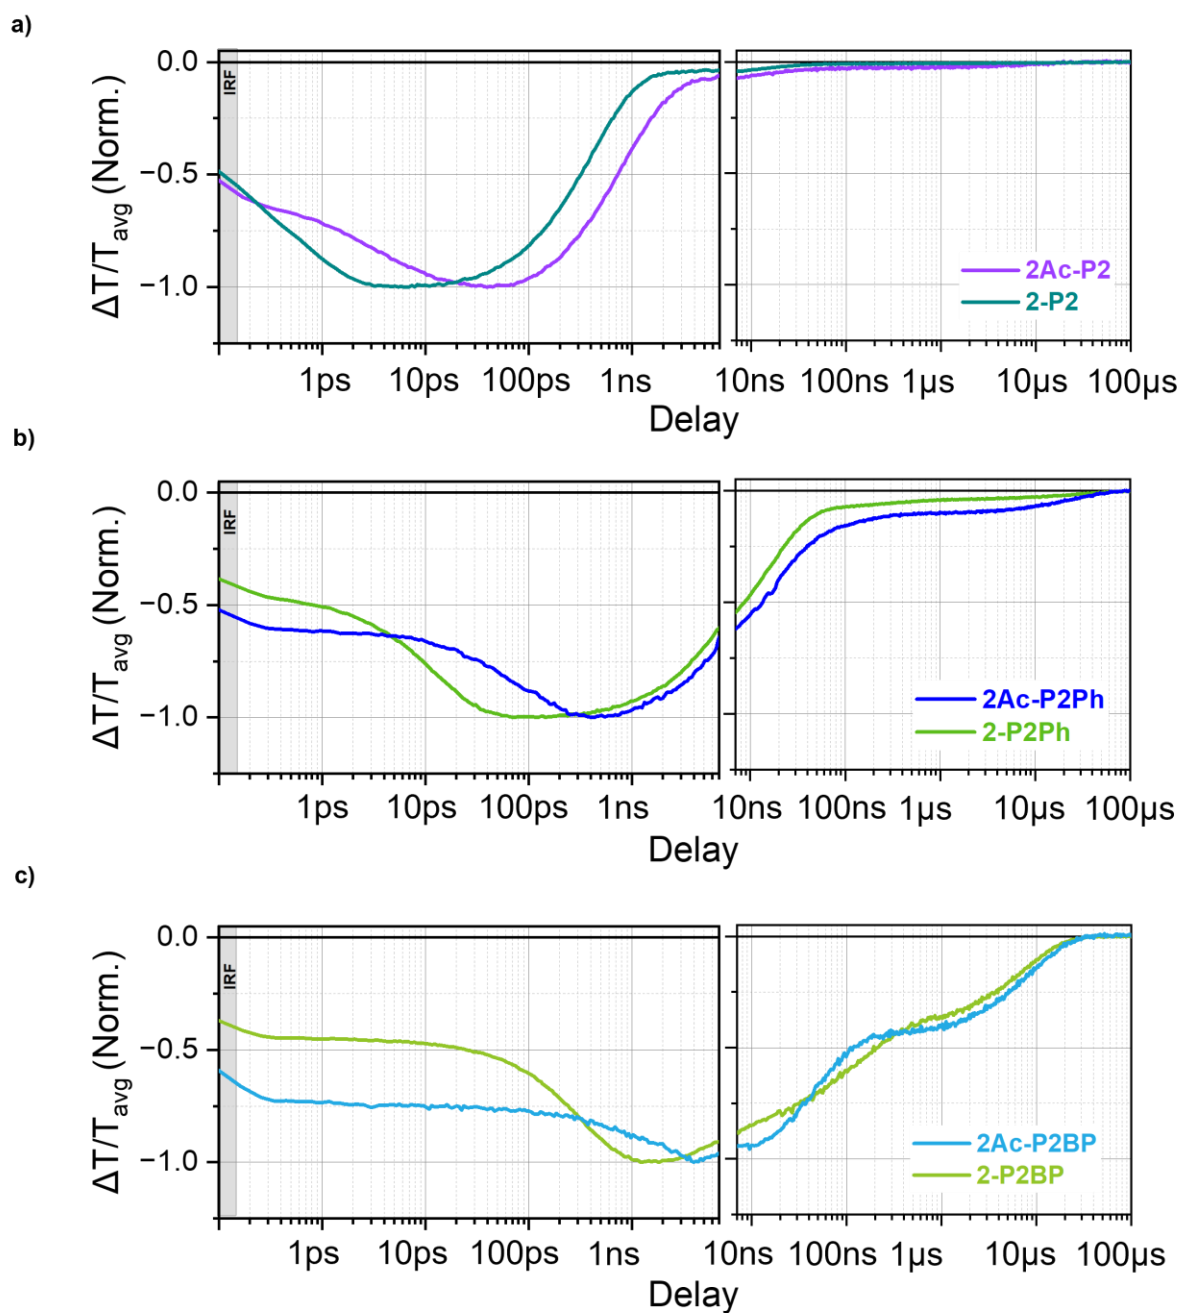 a)
0.0
−0.5
−1.0
ΔT/T_avg (Norm.)
IRF
2Ac-P2
2-P2
1ps 10ps 100ps 1ns 10ns 100ns 1µs 10µs 100µs
Delay
b)
0.0
−0.5
−1.0
ΔT/T_avg (Norm.)
IRF
2Ac-P2Ph
2-P2Ph
1ps 10ps 100ps 1ns 10ns 100ns 1µs 10µs 100µs
Delay
c)
0.0
−0.5
−1.0
ΔT/T_avg (Norm.)
IRF
2Ac-P2BP
2-P2BP
1ps 10ps 100ps 1ns 10ns 100ns 1µs 10µs 100µs
Delay